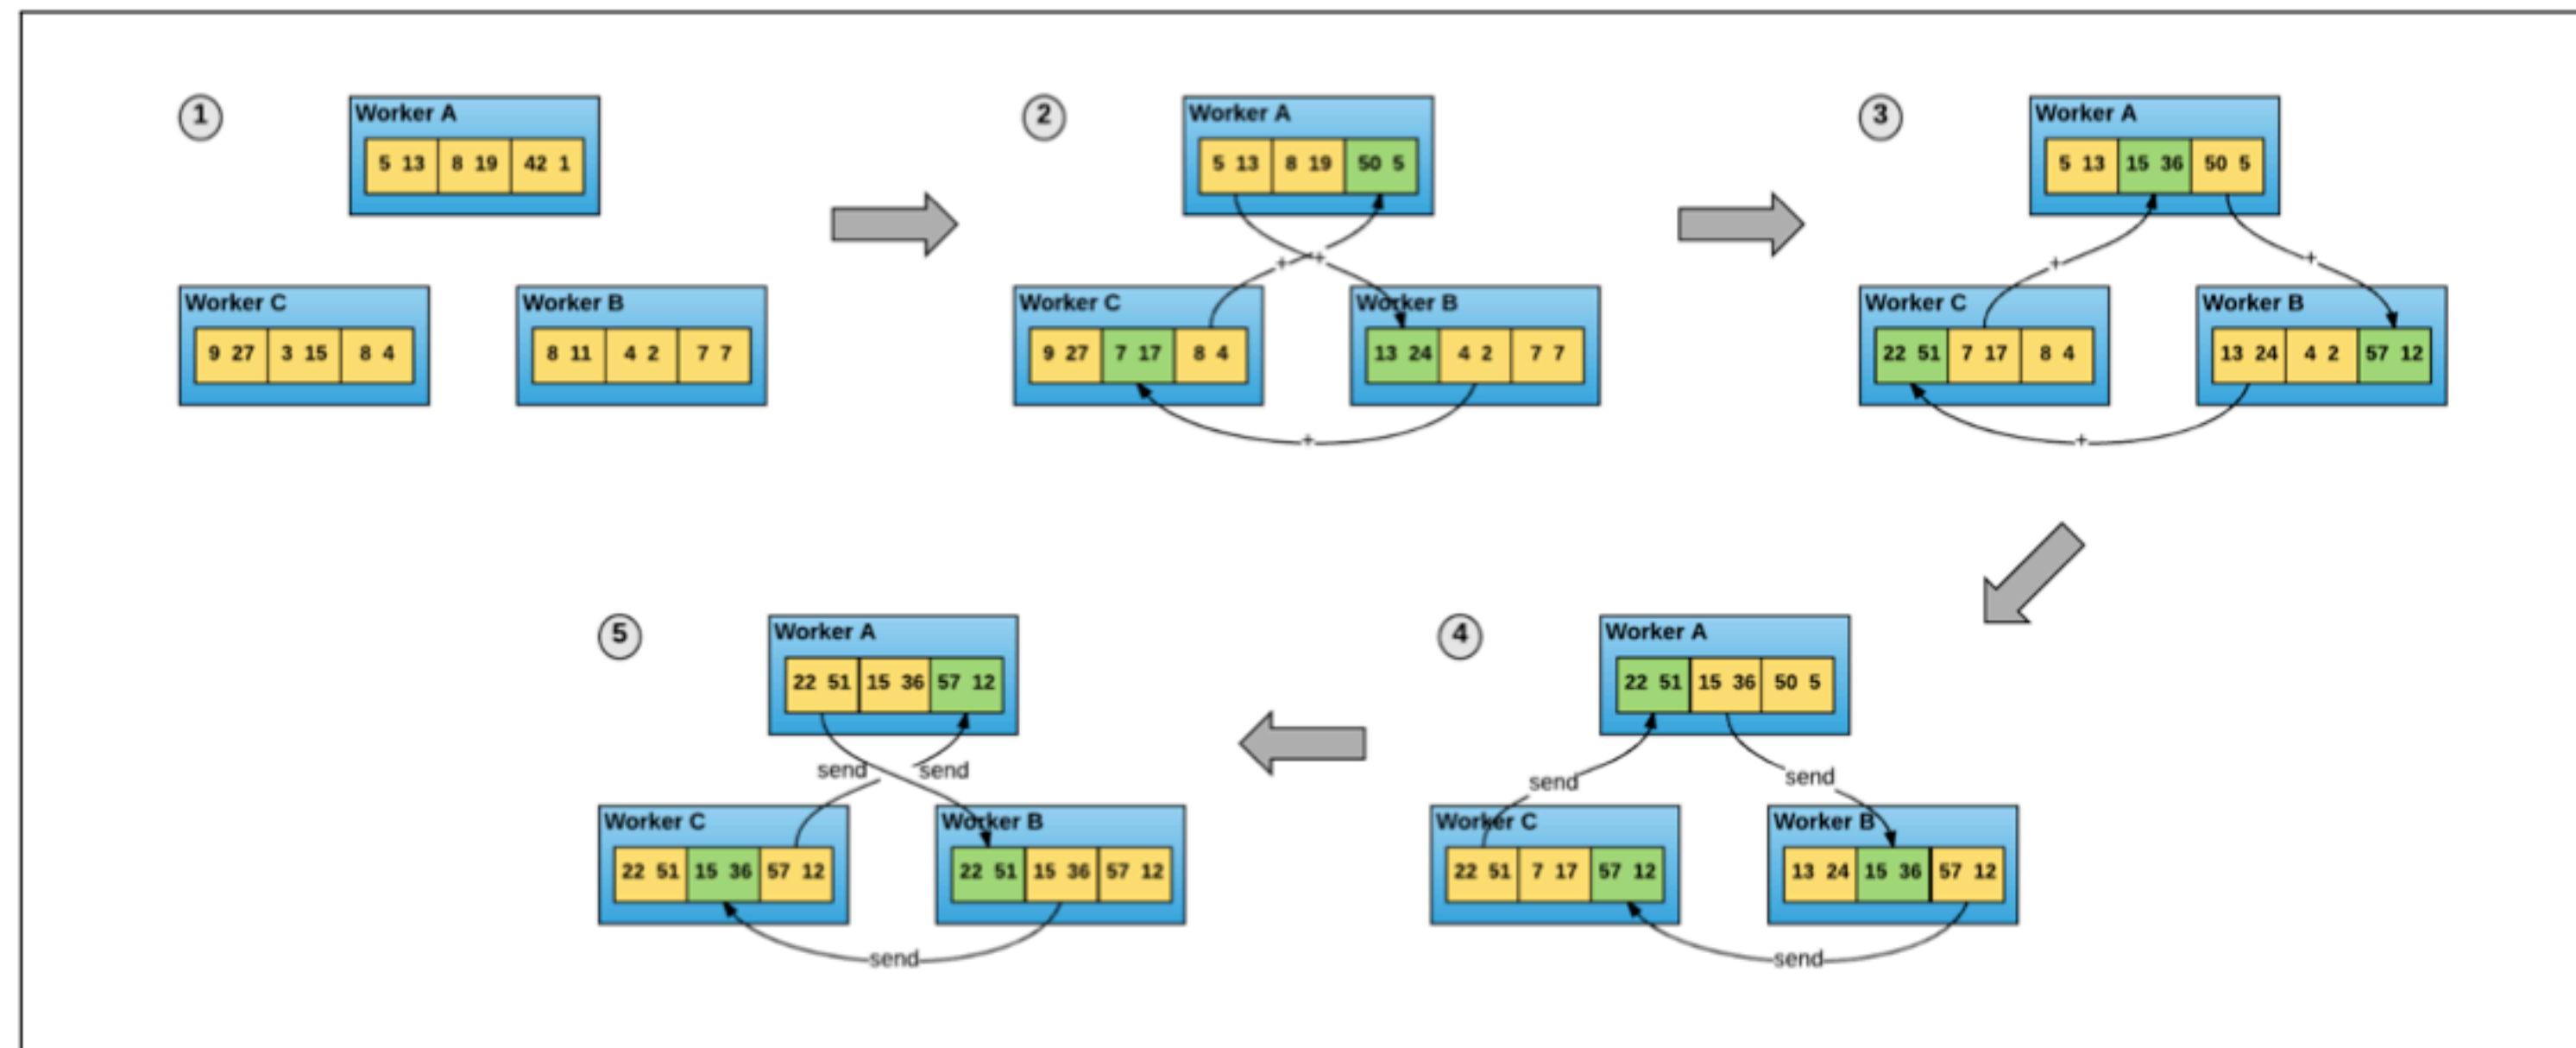 1
Worker A
5 13 8 19 42 1
Worker C
9 27 3 15 8 4
Worker B
8 11 4 2 7 7
2
Worker A
5 13 8 19 50 5
+ +
Worker C
9 27 7 17 8 4
Worker B
13 24 4 2 7 7
+
3
Worker A
5 13 15 36 50 5
+ +
Worker C
22 51 7 17 8 4
Worker B
13 24 4 2 57 12
+
5
Worker A
22 51 15 36 57 12
send send
Worker C
22 51 15 36 57 12
Worker B
22 51 15 36 57 12
send
4
Worker A
22 51 15 36 50 5
send send
Worker C
22 51 7 17 57 12
Worker B
13 24 15 36 57 12
send